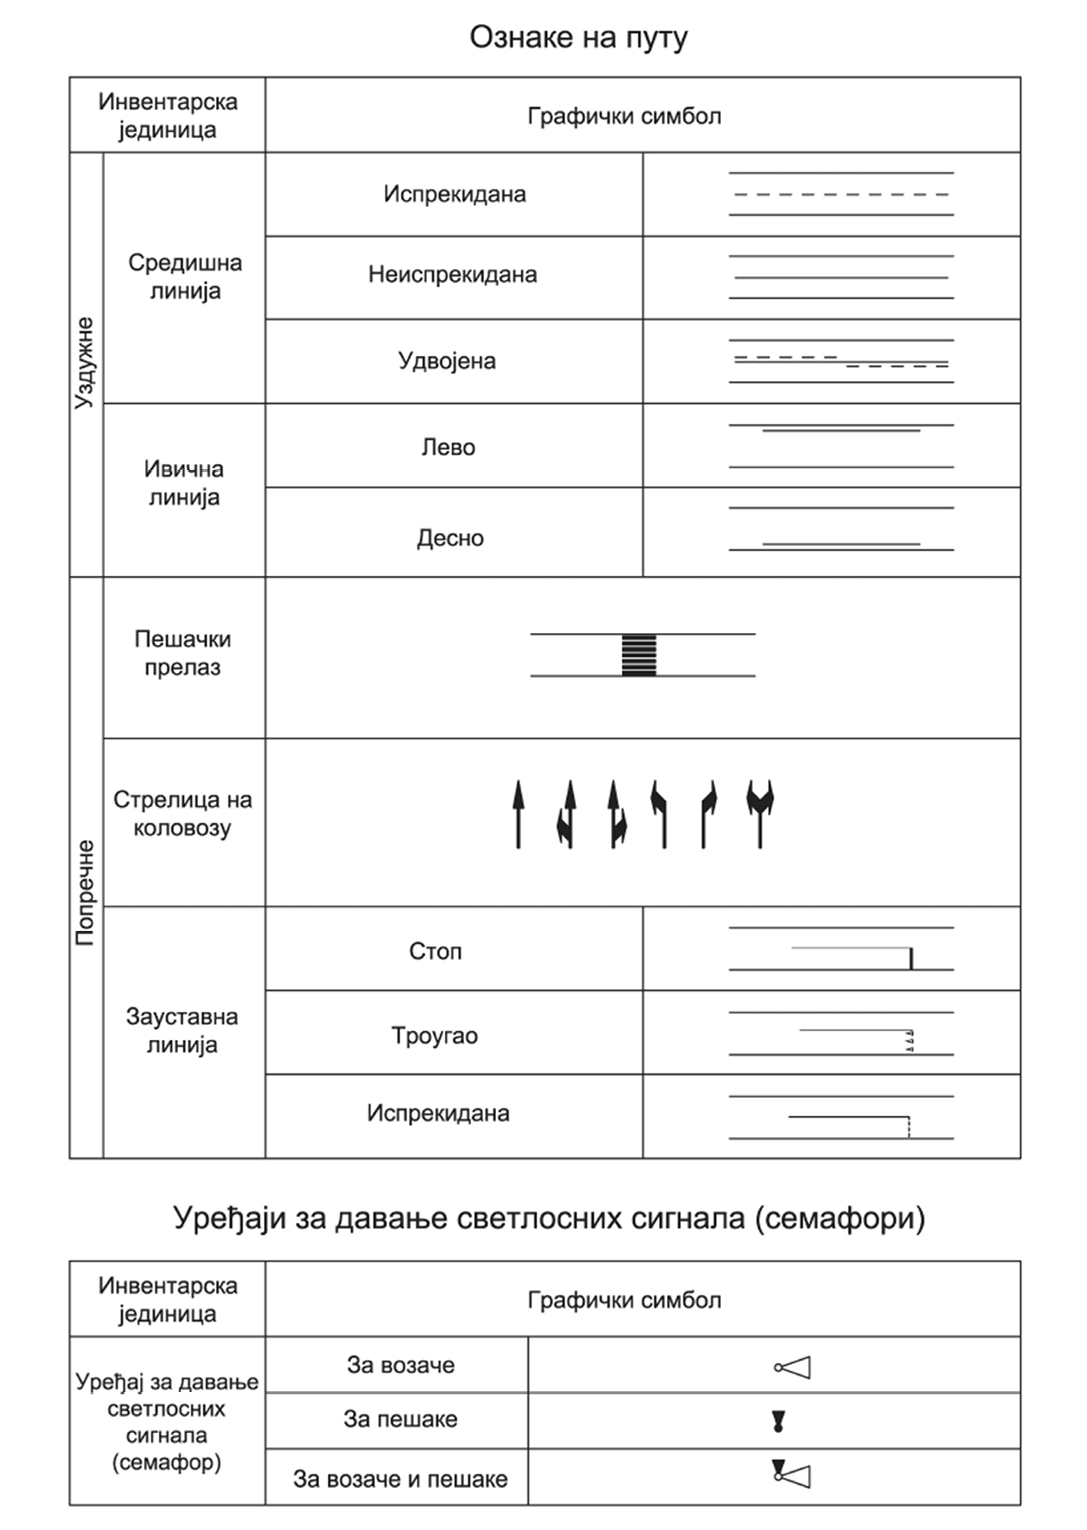 Ознаке на путу
Инвентарска
јединица
Графички симбол
Уздужне
Средишна
линија
Испрекидана
Неиспрекидана
Удвојена
Ивична
линија
Лево
Десно
Попречне
Пешачки
прелаз
Стрелица на
коловозу
Зауставна
линија
Стоп
Троугао
Испрекидана
Уређаји за давање светлосних сигнала (семафори)
Инвентарска
јединица
Графички симбол
Уређај за давање
светлосних
сигнала
(семафор)
За возаче
За пешаке
За возаче и пешаке